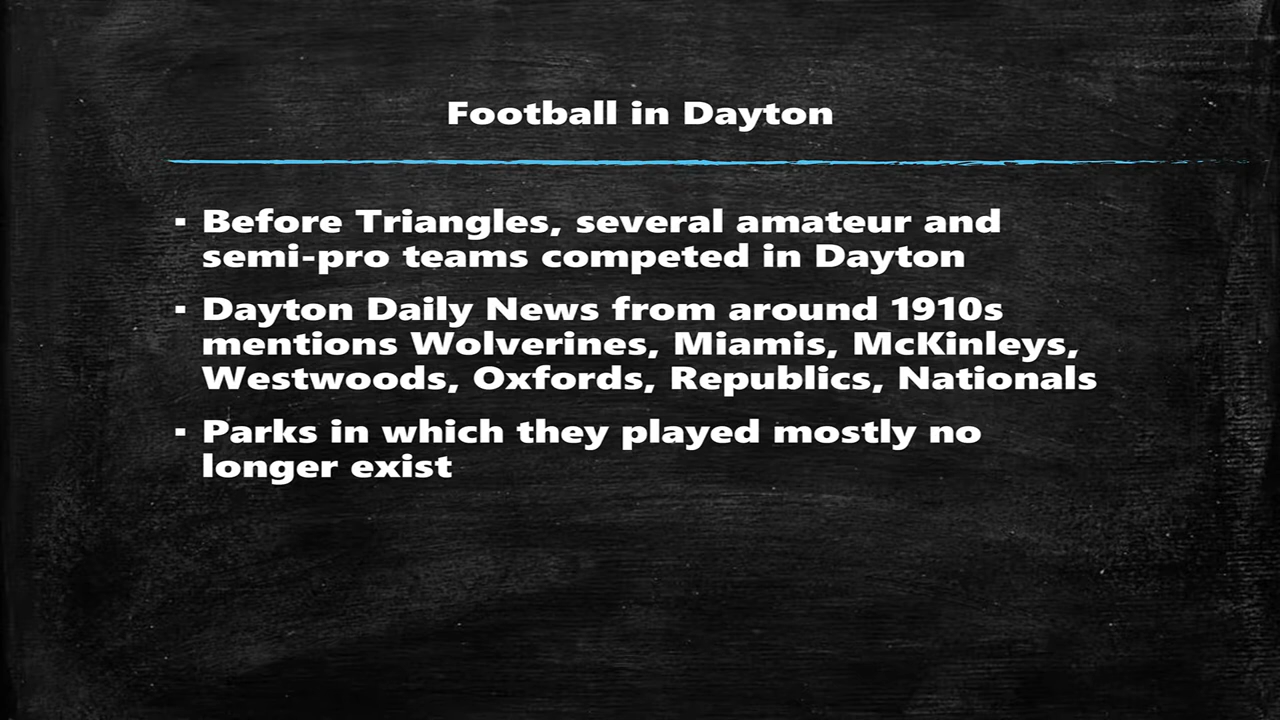 Football in Dayton
▪ Before Triangles, several amateur and
semi-pro teams competed in Dayton
▪ Dayton Daily News from around 1910s
mentions Wolverines, Miamis, McKinleys,
Westwoods, Oxfords, Republics, Nationals
▪ Parks in which they played mostly no
longer exist